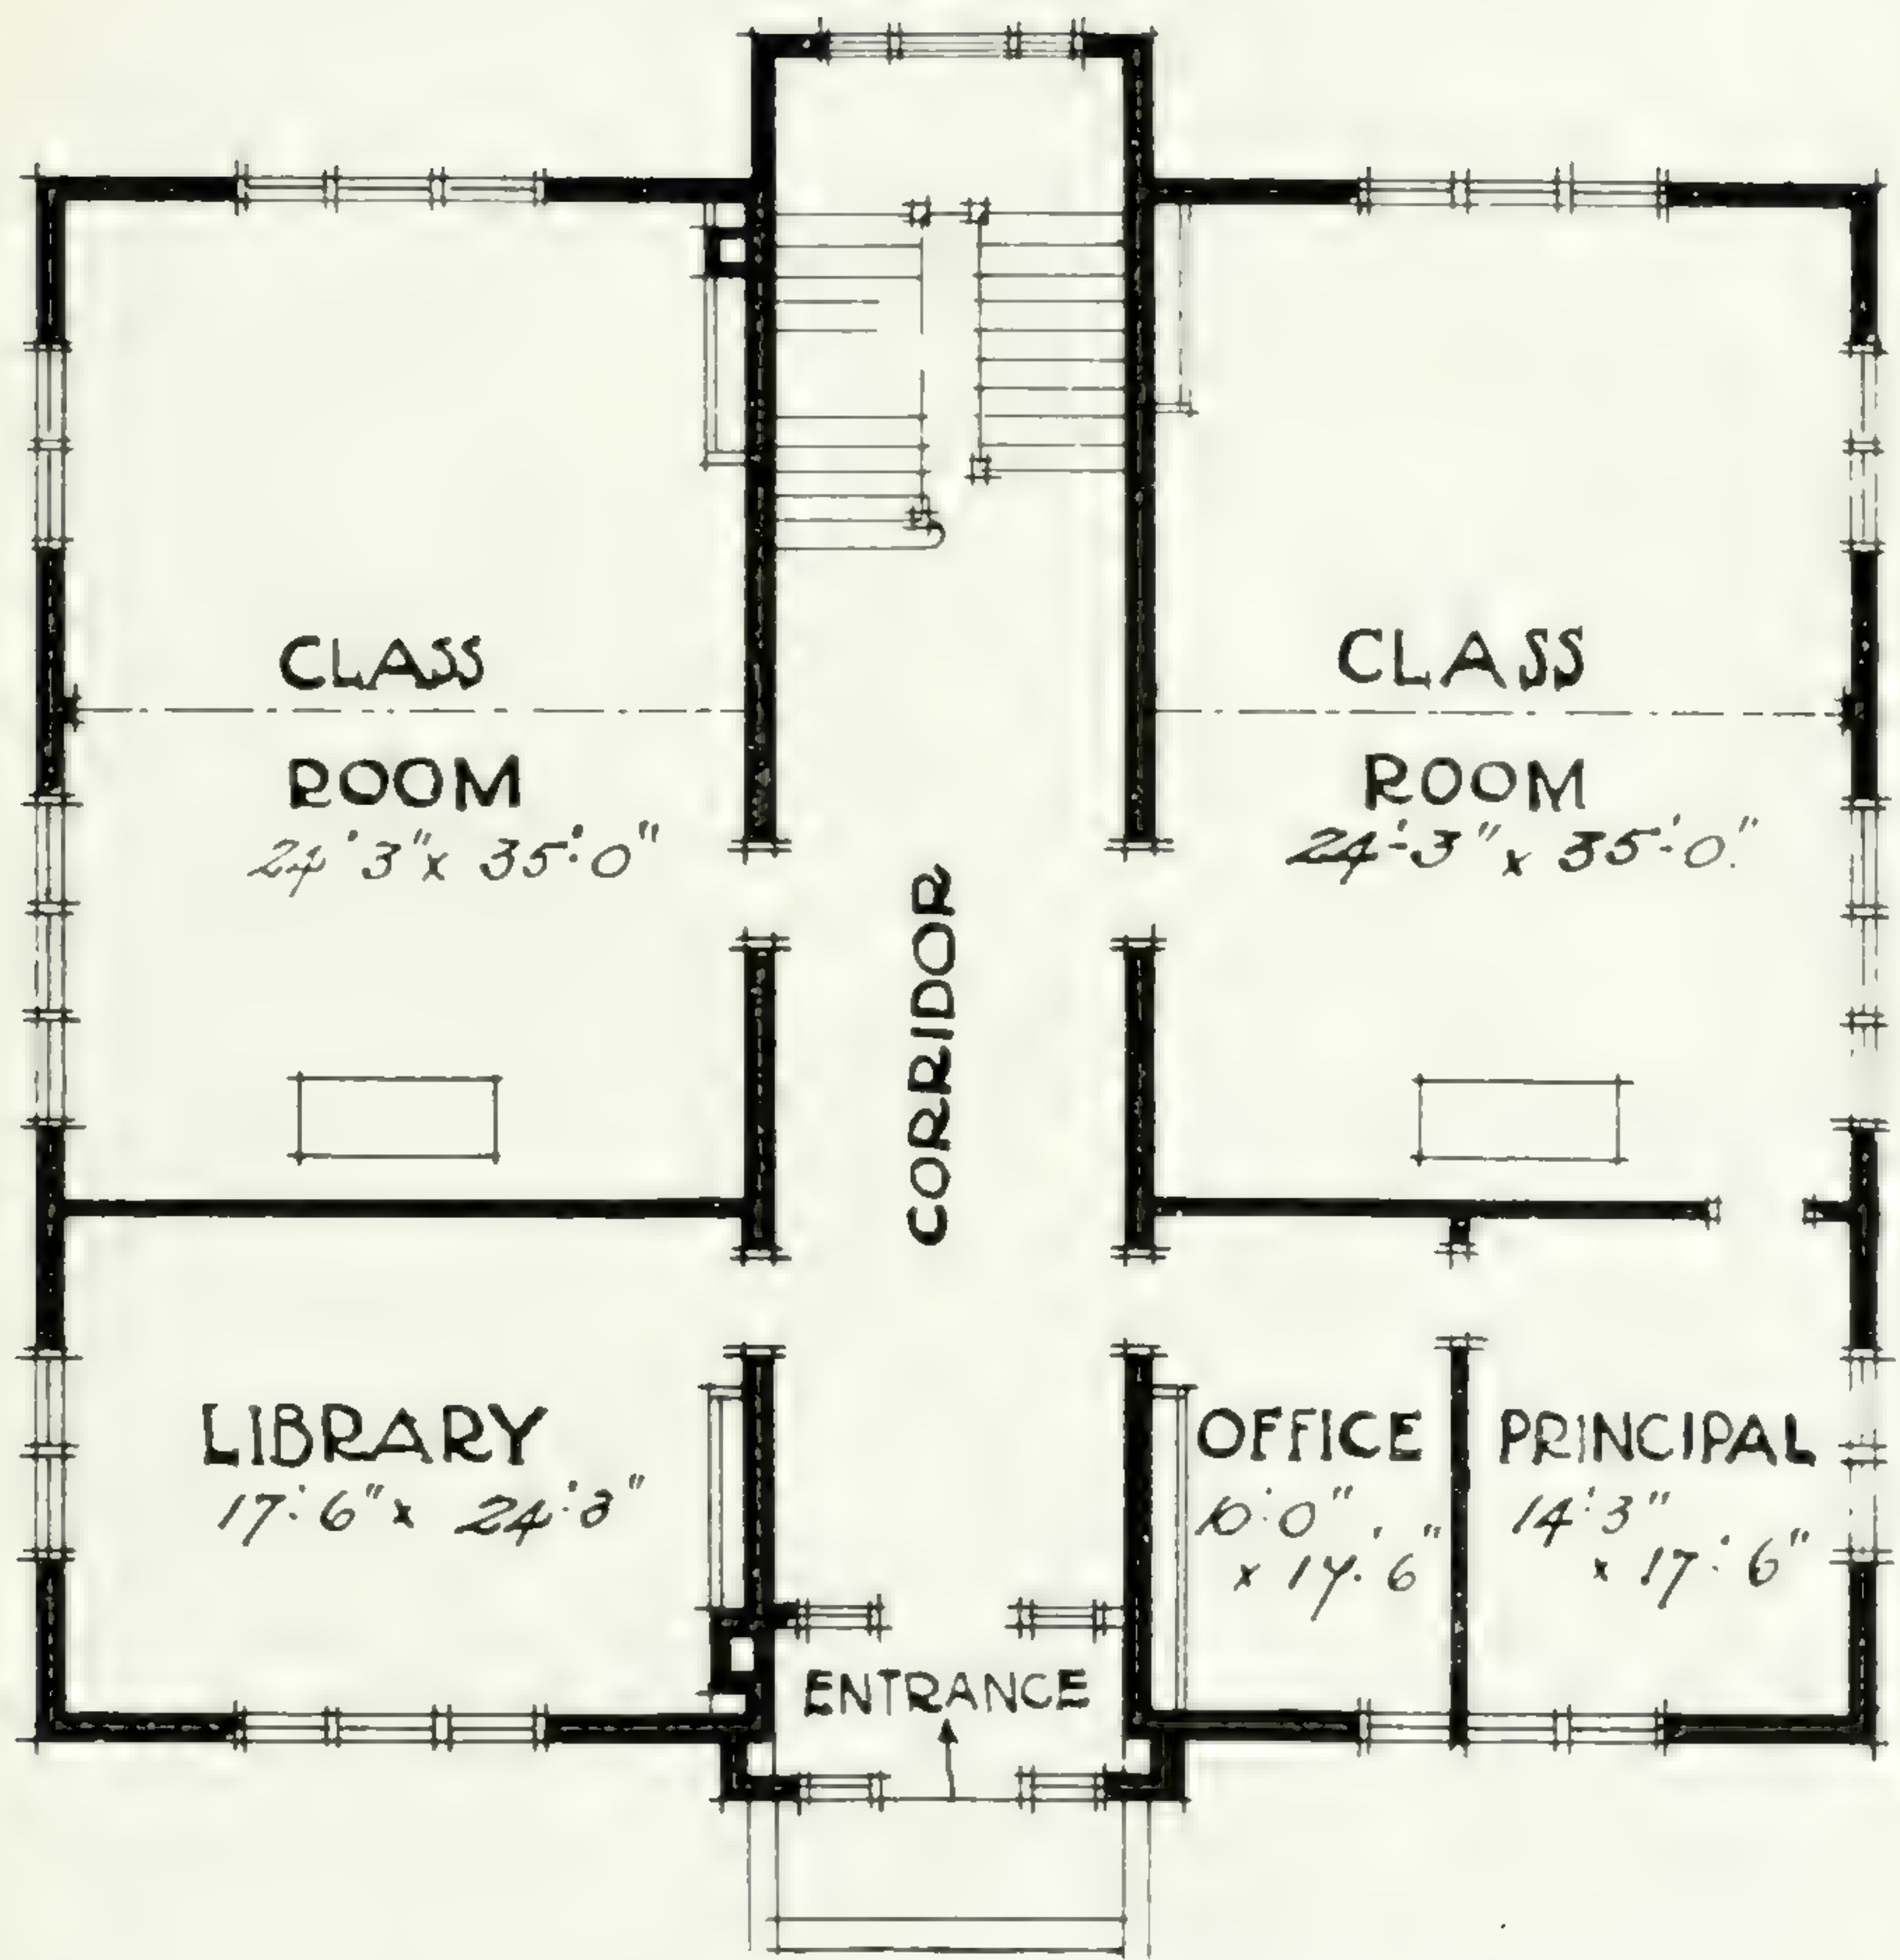 CLASS
ROOM
24'3" x 35'-0"
CLASS
ROOM
24'-3" x 35'-0"
CORRIDOR
LIBRARY
17'-6" x 24'-3"
OFFICE
10'-0"
x 17'-6"
PRINCIPAL
14'-3"
x 17'-6"
ENTRANCE